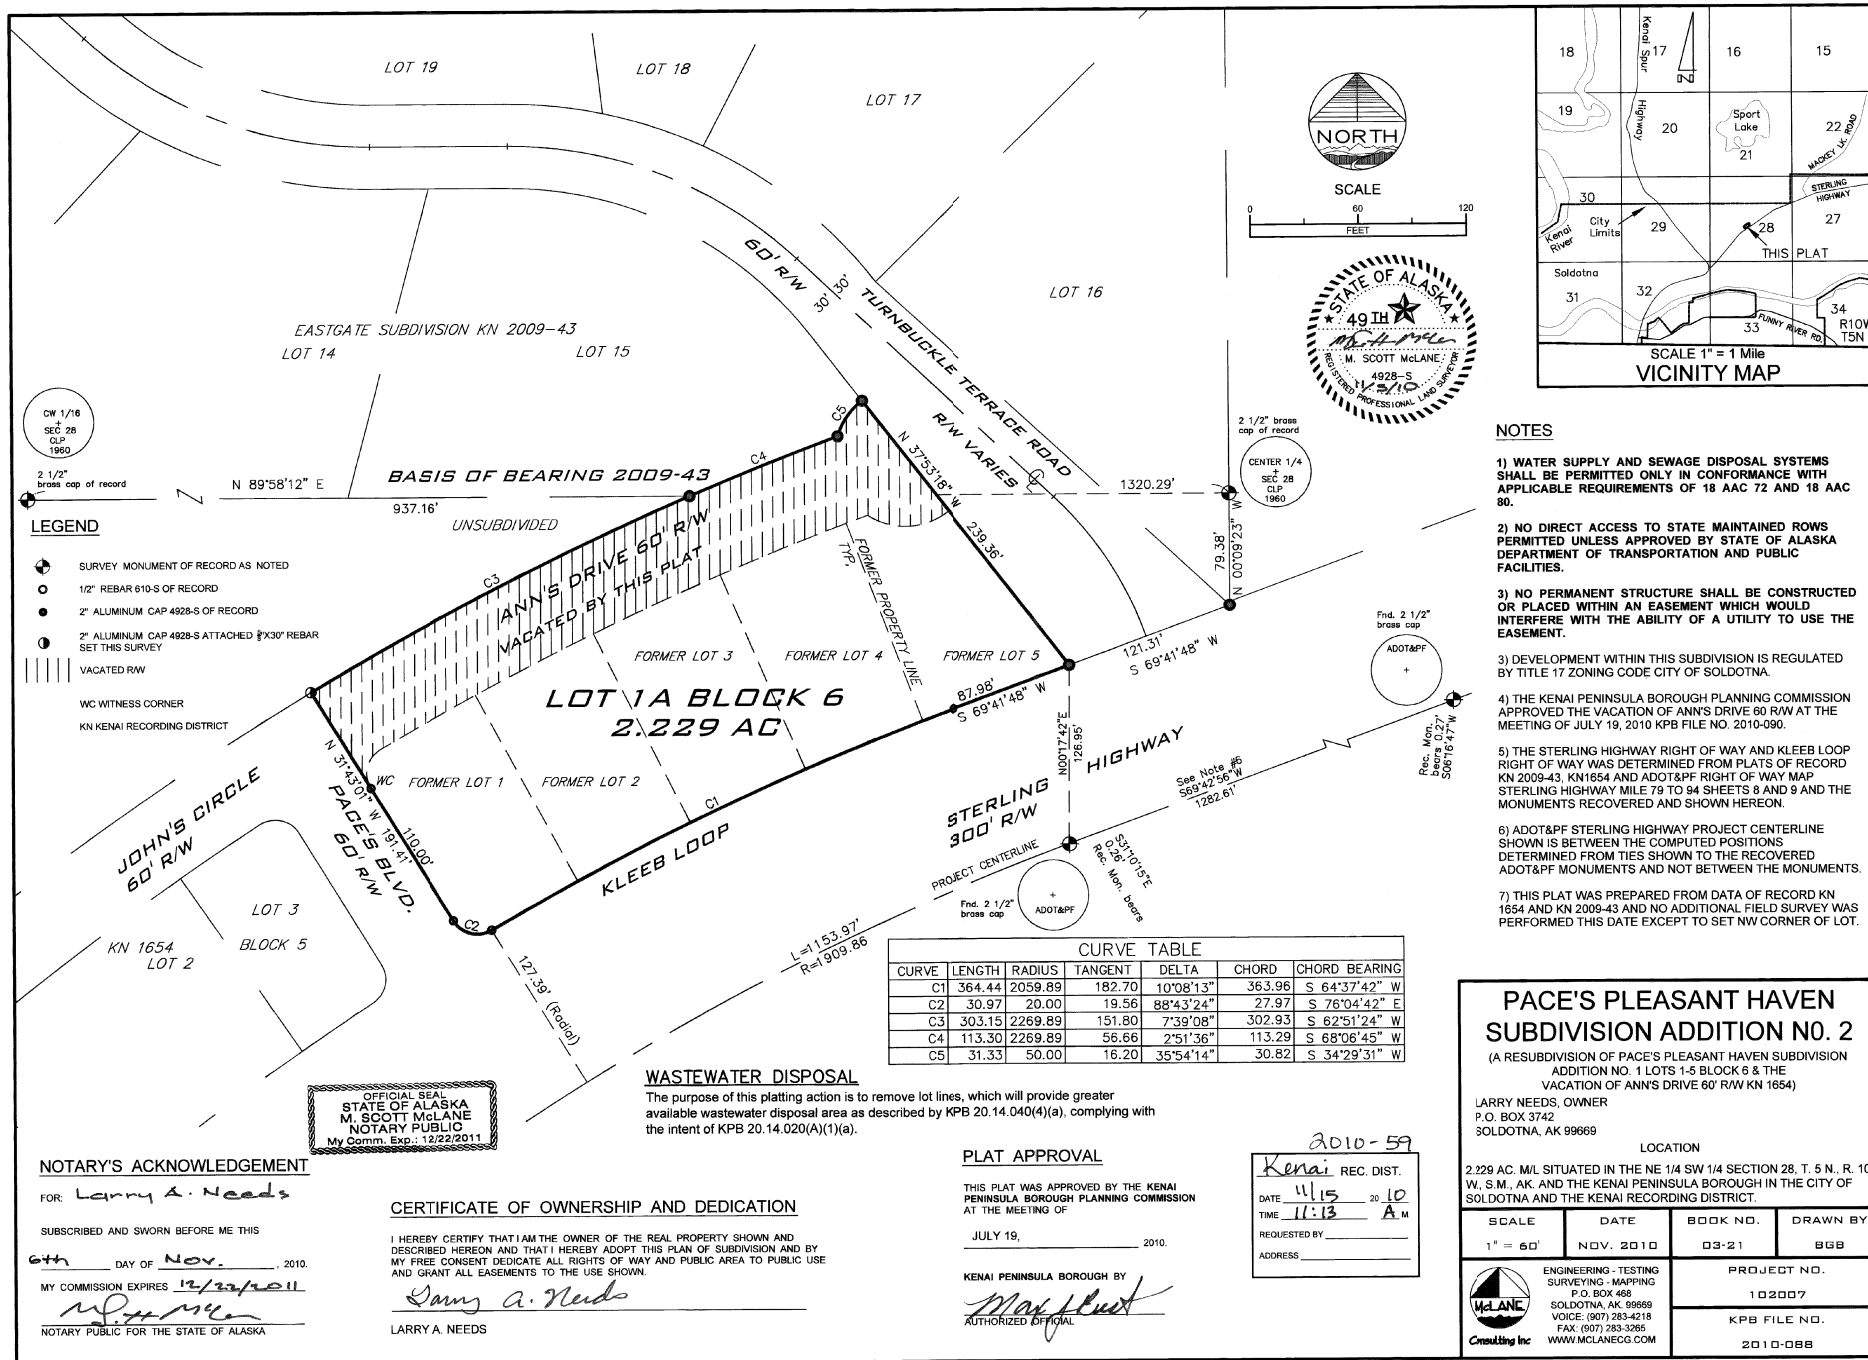 LOT 19
LOT 18
LOT 17
LOT 16
60' R/W
30' 30'
TURNBUCKLE TERRACE ROAD
R/W VARIES
EASTGATE SUBDIVISION KN 2009-43
LOT 14
LOT 15
NORTH
SCALE
0 60 120
FEET
STATE OF ALASKA
49 TH
M. SCOTT McLANE
4928-S
11/5/10
REGISTERED PROFESSIONAL LAND SURVEYOR
18 17 16 15
Kenai Spur Highway
N
19 20
Sport Lake
21
22
MACKEY LK. ROAD
STERLING HIGHWAY
30
City Limits
29
28
27
Kenai River
THIS PLAT
Soldotna
31 32 33 34
FUNNY RIVER RD.
R10W
T5N
SCALE 1" = 1 Mile
VICINITY MAP
CW 1/16
+
SEC 28
CLP
1960
2 1/2"
brass cap of record
N 89°58'12" E
BASIS OF BEARING 2009-43
937.16'
UNSUBDIVIDED
1320.29'
2 1/2" brass
cap of record
CENTER 1/4
+
SEC 28
CLP
1960
79.38'
N 00°09'23" W
C5
C4
C3
N 37°53'18" W
239.36'
ANN'S DRIVE 60' R/W
VACATED BY THIS PLAT
FORMER PROPERTY LINE
TYP.
FORMER LOT 3
FORMER LOT 4
FORMER LOT 5
LOT 1A BLOCK 6
2.229 AC
FORMER LOT 1
FORMER LOT 2
87.98'
S 69°41'48" W
121.31'
S 69°41'48" W
N00°17'42"E
126.95'
WC
N 31°43'01" W 191.41'
110.00'
PACE'S BLVD.
60' R/W
JOHN'S CIRCLE
60' R/W
C1
KLEEB LOOP
C2
STERLING HIGHWAY
300' R/W
PROJECT CENTERLINE
See Note #6
S69°42'56"W
1282.61'
Fnd. 2 1/2"
brass cap
ADOT&PF
+
Rec. Mon.
bears 0.27'
S06°16'47"W
Fnd. 2 1/2"
brass cap
+
ADOT&PF
S31°10'15"E
0.26'
Rec. Mon. bears
L=1153.97'
R=1909.86
127.39' (Radial)
LOT 3
BLOCK 5
KN 1654
LOT 2
LEGEND
SURVEY MONUMENT OF RECORD AS NOTED
1/2" REBAR 610-S OF RECORD
2" ALUMINUM CAP 4928-S OF RECORD
2" ALUMINUM CAP 4928-S ATTACHED X30" REBAR
SET THIS SURVEY
VACATED R/W
WC WITNESS CORNER
KN KENAI RECORDING DISTRICT
CURVE TABLE
CURVE LENGTH RADIUS TANGENT DELTA CHORD CHORD BEARING
C1 364.44 2059.89 182.70 10°08'13" 363.96 S 64°37'42" W
C2 30.97 20.00 19.56 88°43'24" 27.97 S 76°04'42" E
C3 303.15 2269.89 151.80 7°39'08" 302.93 S 62°51'24" W
C4 113.30 2269.89 56.66 2°51'36" 113.29 S 68°06'45" W
C5 31.33 50.00 16.20 35°54'14" 30.82 S 34°29'31" W
NOTES
1) WATER SUPPLY AND SEWAGE DISPOSAL SYSTEMS
SHALL BE PERMITTED ONLY IN CONFORMANCE WITH
APPLICABLE REQUIREMENTS OF 18 AAC 72 AND 18 AAC
80.
2) NO DIRECT ACCESS TO STATE MAINTAINED ROWS
PERMITTED UNLESS APPROVED BY STATE OF ALASKA
DEPARTMENT OF TRANSPORTATION AND PUBLIC
FACILITIES.
3) NO PERMANENT STRUCTURE SHALL BE CONSTRUCTED
OR PLACED WITHIN AN EASEMENT WHICH WOULD
INTERFERE WITH THE ABILITY OF A UTILITY TO USE THE
EASEMENT.
3) DEVELOPMENT WITHIN THIS SUBDIVISION IS REGULATED
BY TITLE 17 ZONING CODE CITY OF SOLDOTNA.
4) THE KENAI PENINSULA BOROUGH PLANNING COMMISSION
APPROVED THE VACATION OF ANN'S DRIVE 60 R/W AT THE
MEETING OF JULY 19, 2010 KPB FILE NO. 2010-090.
5) THE STERLING HIGHWAY RIGHT OF WAY AND KLEEB LOOP
RIGHT OF WAY WAS DETERMINED FROM PLATS OF RECORD
KN 2009-43, KN1654 AND ADOT&PF RIGHT OF WAY MAP
STERLING HIGHWAY MILE 79 TO 94 SHEETS 8 AND 9 AND THE
MONUMENTS RECOVERED AND SHOWN HEREON.
6) ADOT&PF STERLING HIGHWAY PROJECT CENTERLINE
SHOWN IS BETWEEN THE COMPUTED POSITIONS
DETERMINED FROM TIES SHOWN TO THE RECOVERED
ADOT&PF MONUMENTS AND NOT BETWEEN THE MONUMENTS.
7) THIS PLAT WAS PREPARED FROM DATA OF RECORD KN
1654 AND KN 2009-43 AND NO ADDITIONAL FIELD SURVEY WAS
PERFORMED THIS DATE EXCEPT TO SET NW CORNER OF LOT.
WASTEWATER DISPOSAL
The purpose of this platting action is to remove lot lines, which will provide greater
available wastewater disposal area as described by KPB 20.14.040(4)(a), complying with
the intent of KPB 20.14.020(A)(1)(a).
OFFICIAL SEAL
STATE OF ALASKA
M. SCOTT McLANE
NOTARY PUBLIC
My Comm. Exp.: 12/22/2011
NOTARY'S ACKNOWLEDGEMENT
FOR: Larry A. Needs
SUBSCRIBED AND SWORN BEFORE ME THIS
6th DAY OF Nov. , 2010.
MY COMMISSION EXPIRES 12/22/2011
NOTARY PUBLIC FOR THE STATE OF ALASKA
CERTIFICATE OF OWNERSHIP AND DEDICATION
I HEREBY CERTIFY THAT I AM THE OWNER OF THE REAL PROPERTY SHOWN AND
DESCRIBED HEREON AND THAT I HEREBY ADOPT THIS PLAN OF SUBDIVISION AND BY
MY FREE CONSENT DEDICATE ALL RIGHTS OF WAY AND PUBLIC AREA TO PUBLIC USE
AND GRANT ALL EASEMENTS TO THE USE SHOWN.
Larry A. Needs
LARRY A. NEEDS
PLAT APPROVAL
THIS PLAT WAS APPROVED BY THE KENAI
PENINSULA BOROUGH PLANNING COMMISSION
AT THE MEETING OF
JULY 19, 2010.
KENAI PENINSULA BOROUGH BY
AUTHORIZED OFFICIAL
2010-59
Kenai REC. DIST.
DATE 11/15 20 10
TIME 11:13 A M
REQUESTED BY
ADDRESS
PACE'S PLEASANT HAVEN
SUBDIVISION ADDITION N0. 2
(A RESUBDIVISION OF PACE'S PLEASANT HAVEN SUBDIVISION
ADDITION NO. 1 LOTS 1-5 BLOCK 6 & THE
VACATION OF ANN'S DRIVE 60' R/W KN 1654)
LARRY NEEDS, OWNER
P.O. BOX 3742
SOLDOTNA, AK 99669
LOCATION
2.229 AC. M/L SITUATED IN THE NE 1/4 SW 1/4 SECTION 28, T. 5 N., R. 10
W., S.M., AK. AND THE KENAI PENINSULA BOROUGH IN THE CITY OF
SOLDOTNA AND THE KENAI RECORDING DISTRICT.
SCALE DATE BOOK NO. DRAWN BY
1" = 60' NOV. 2010 03-21 BGB
McLANE
Consulting Inc
ENGINEERING - TESTING
SURVEYING - MAPPING
P.O. BOX 468
SOLDOTNA, AK. 99669
VOICE: (907) 283-4218
FAX: (907) 283-3265
WWW.MCLANECG.COM
PROJECT NO.
102007
KPB FILE NO.
2010-088